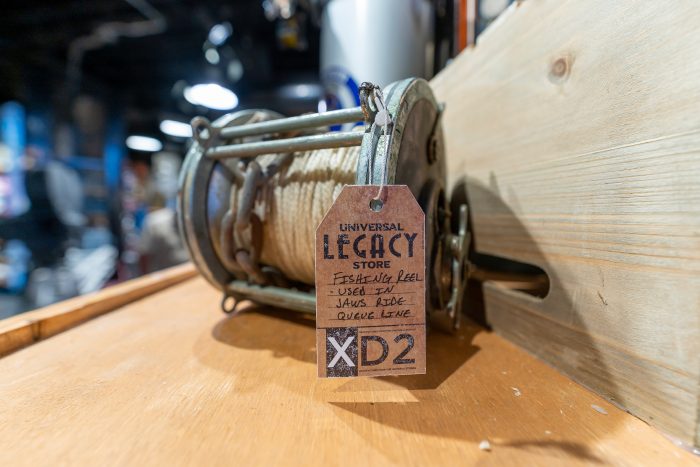 UNIVERSAL
LEGACY
STORE
FISHING REEL
- USED IN
JAWS RIDE
QUEUE LINE
XD2